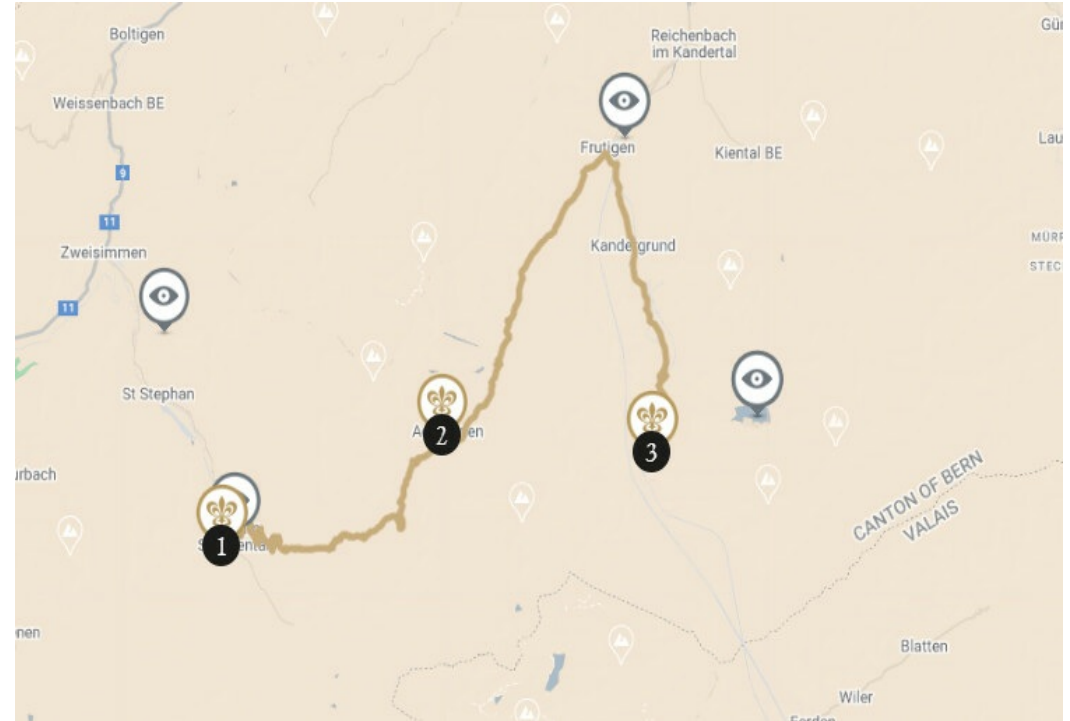 Boltigen
Reichenbach
im Kandertal
Weissenbach BE
Frutigen
Kiental BE
9
11
Zweisimmen
Kandergrund
11
St Stephan
2
3
1
CANTON OF BERN
VALAIS
Blatten
Wiler